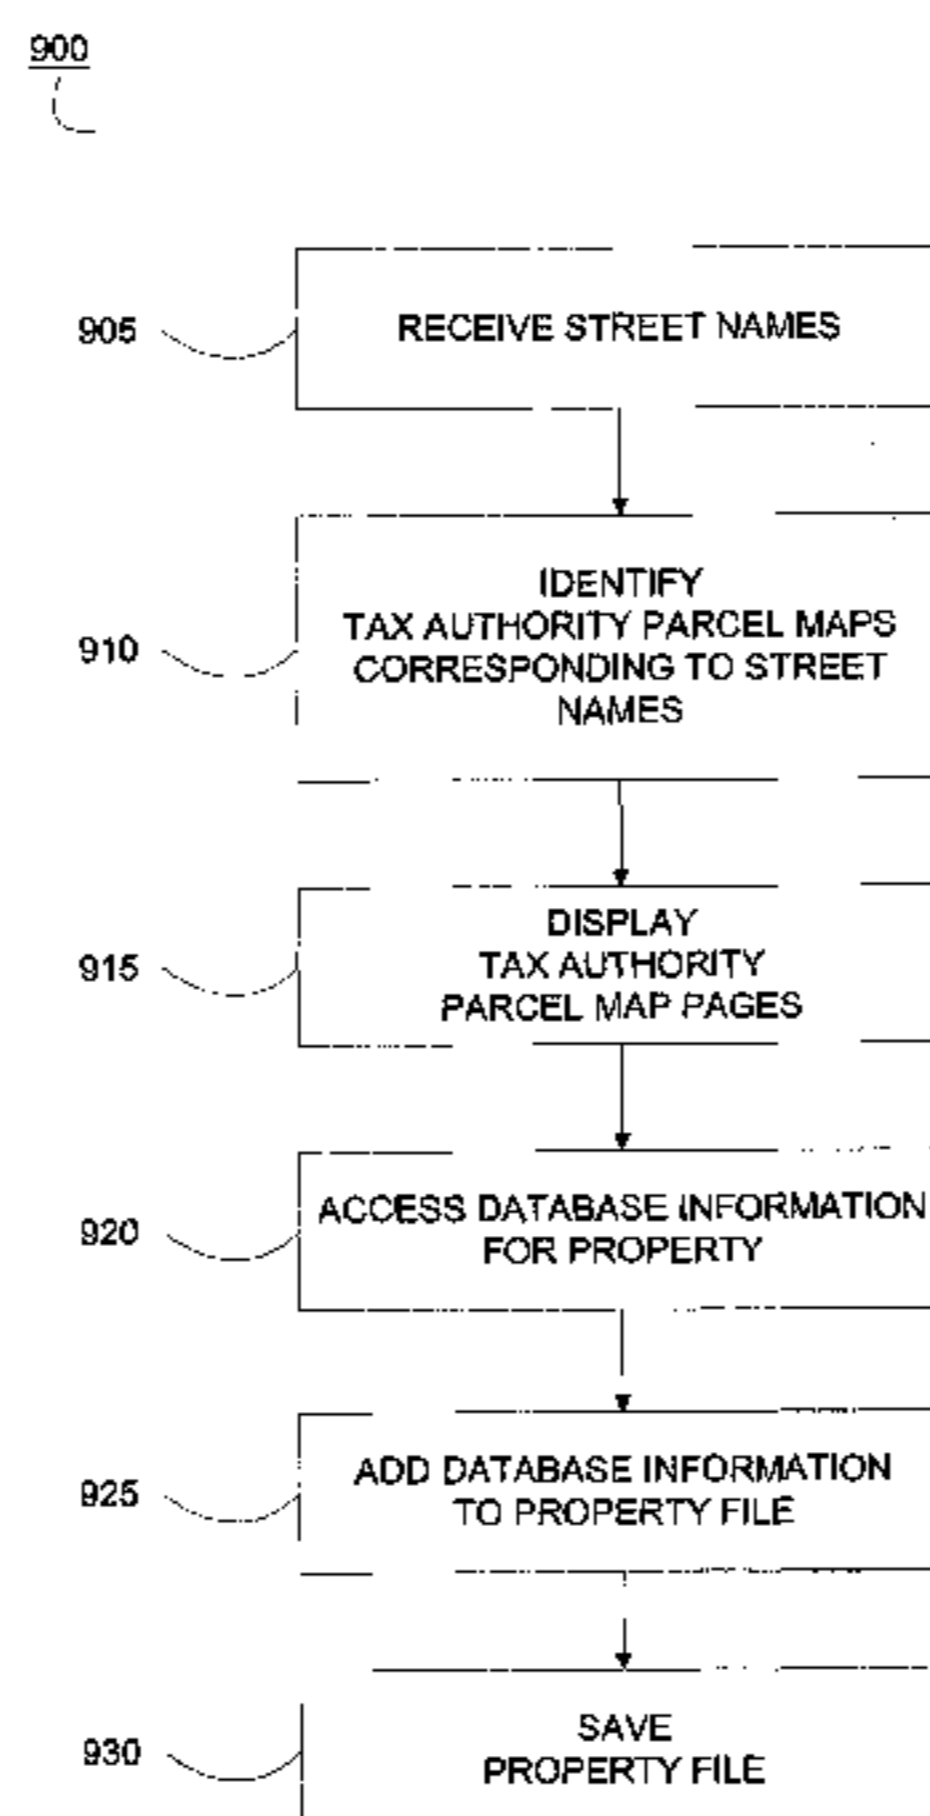 900
905
RECEIVE STREET NAMES
910
IDENTIFY
TAX AUTHORITY PARCEL MAPS
CORRESPONDING TO STREET
NAMES
915
DISPLAY
TAX AUTHORITY
PARCEL MAP PAGES
920
ACCESS DATABASE INFORMATION
FOR PROPERTY
925
ADD DATABASE INFORMATION
TO PROPERTY FILE
930
SAVE
PROPERTY FILE